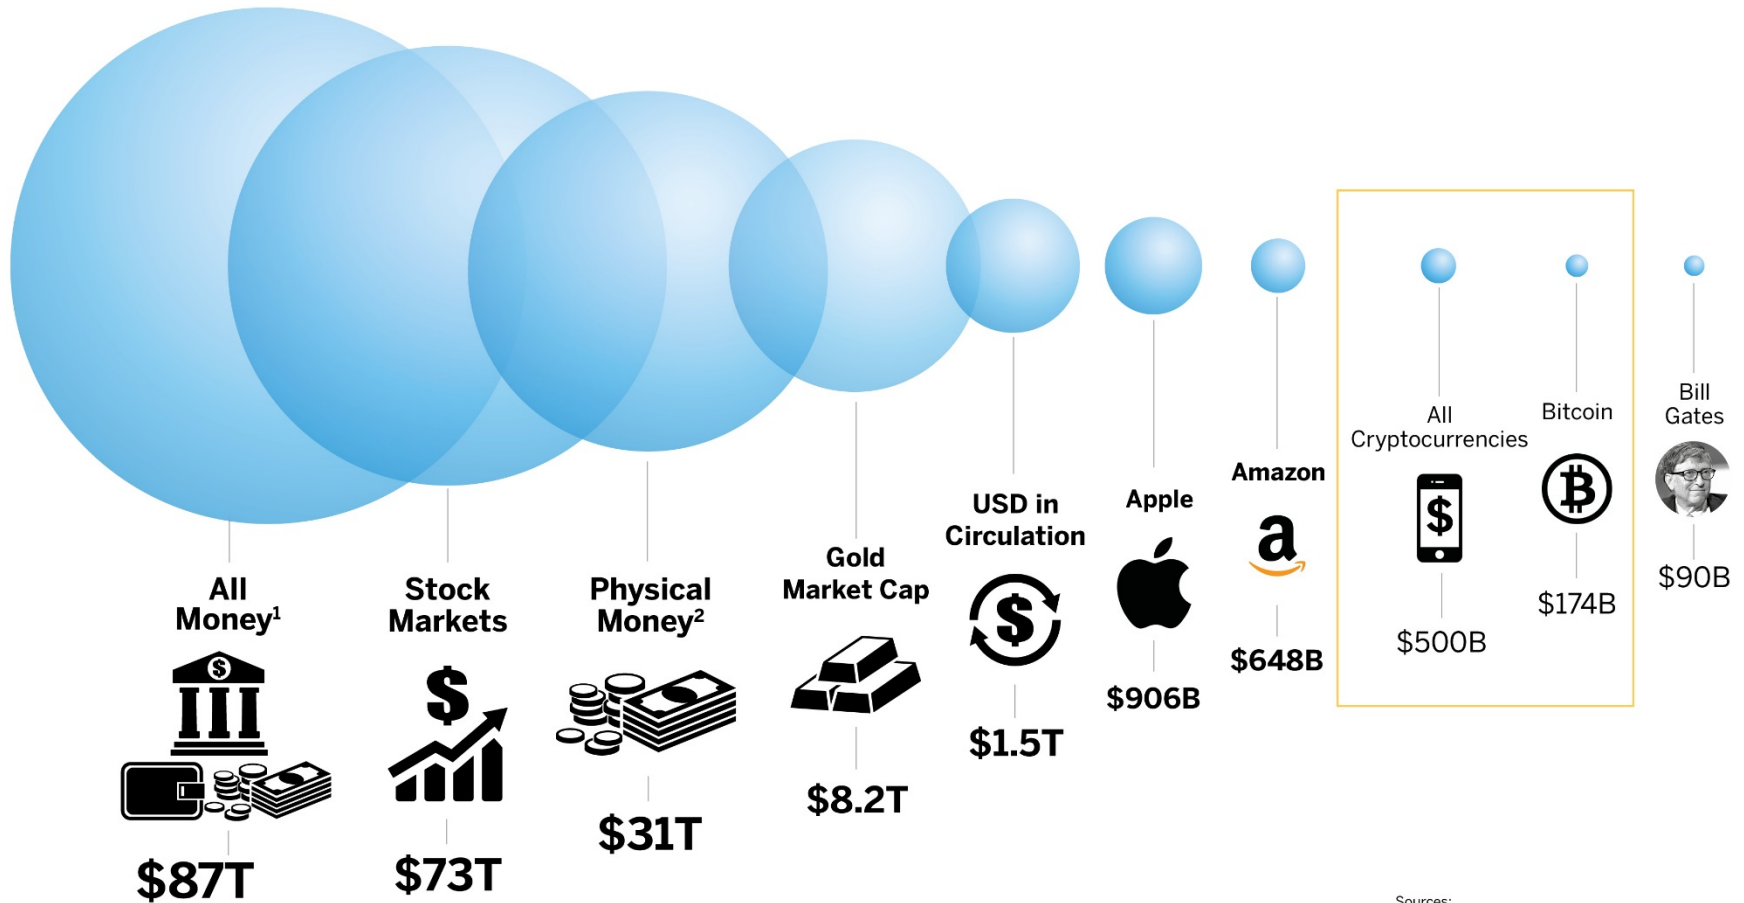 All
Money¹
$87T
Stock
Markets
$73T
Physical
Money²
$31T
Gold
Market Cap
$8.2T
USD in
Circulation
$1.5T
Apple
$906B
Amazon
a
$648B
All
Cryptocurrencies
$
$500B
Bitcoin
$174B
Bill
Gates
$90B
Sources: